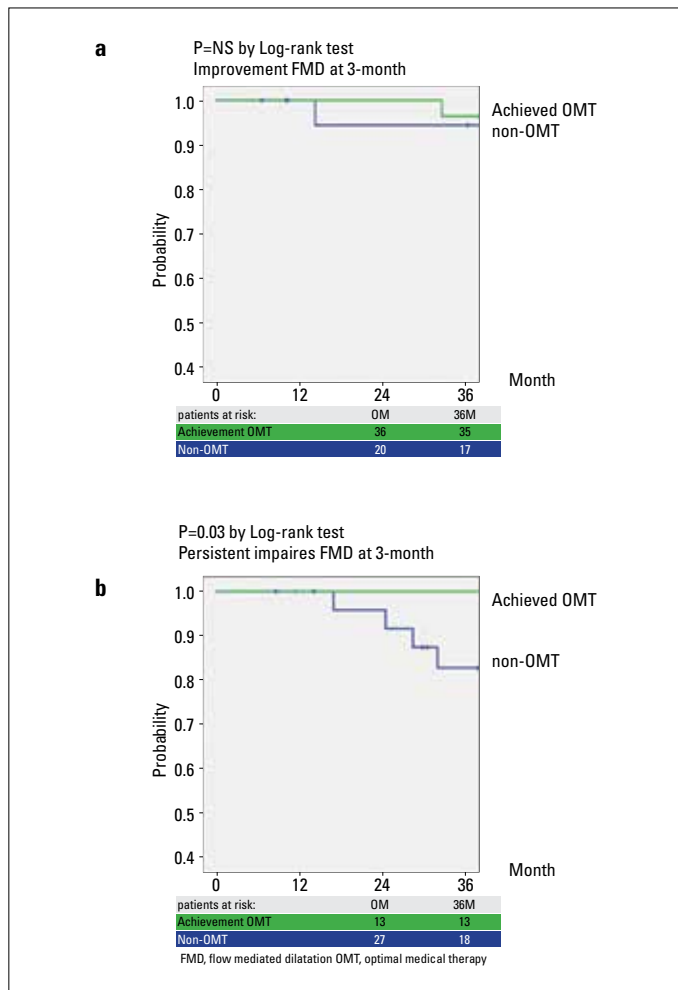 a
P=NS by Log-rank test
Improvement FMD at 3-month
1.0
0.9
0.8
0.7
0.6
0.5
0.4
Probability
Achieved OMT
non-OMT
0 12 24 36
Month
patients at risk: 0M 36M
Achievement OMT 36 35
Non-OMT 20 17
P=0.03 by Log-rank test
Persistent impaires FMD at 3-month
b
1.0
0.9
0.8
0.7
0.6
0.5
0.4
Probability
Achieved OMT
non-OMT
0 12 24 36
Month
patients at risk: 0M 36M
Achievement OMT 13 13
Non-OMT 27 18
FMD, flow mediated dilatation OMT, optimal medical therapy